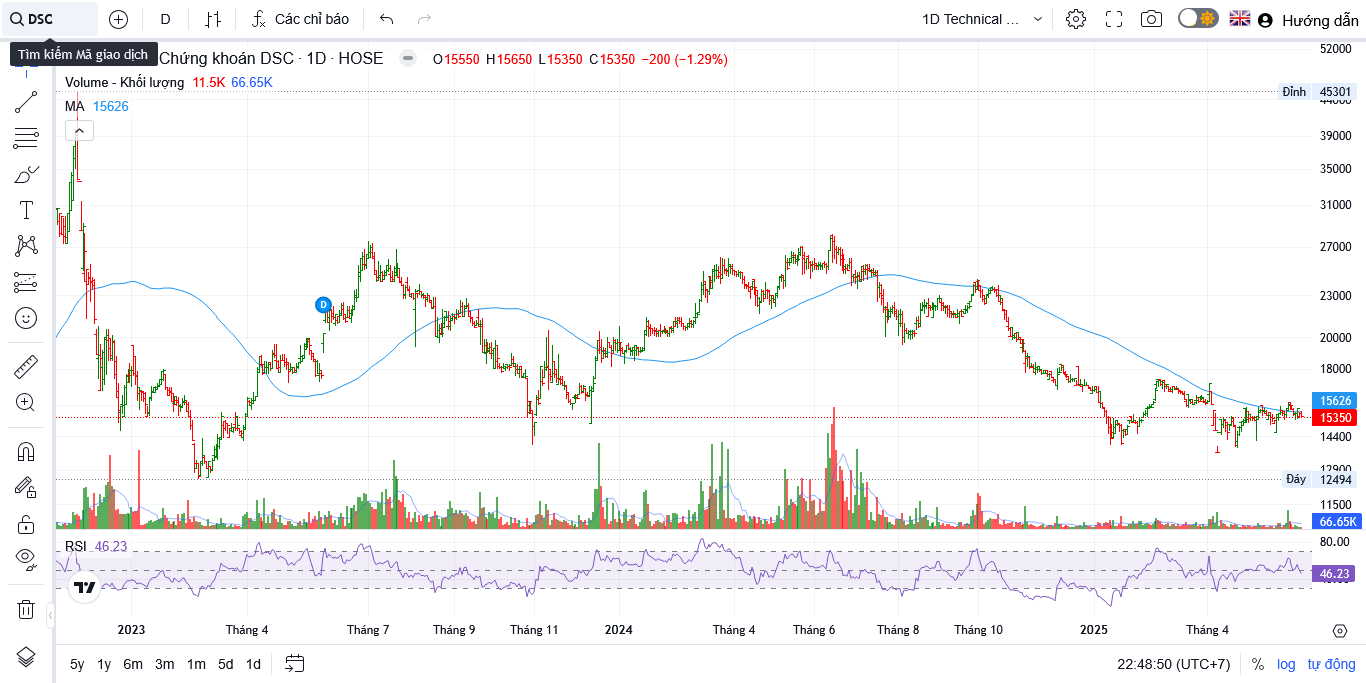 DSC
D
Các chỉ báo
1D Technical ...
Hướng dẫn
Tìm kiếm Mã giao dịch
Chứng khoán DSC · 1D · HOSE
O15550 H15650 L15350 C15350 −200 (−1.29%)
Volume - Khối lượng 11.5K 66.65K
MA 15626
D
52000
Đỉnh 45301
44000
39000
35000
31000
27000
23000
20000
18000
15626
15350
14400
12900
Đáy 12494
11500
66.65K
RSI 46.23
80.00
46.23
2023 Tháng 4 Tháng 7 Tháng 9 Tháng 11 2024 Tháng 4 Tháng 6 Tháng 8 Tháng 10 2025 Tháng 4
5y 1y 6m 3m 1m 5d 1d
22:48:50 (UTC+7) % log tự động